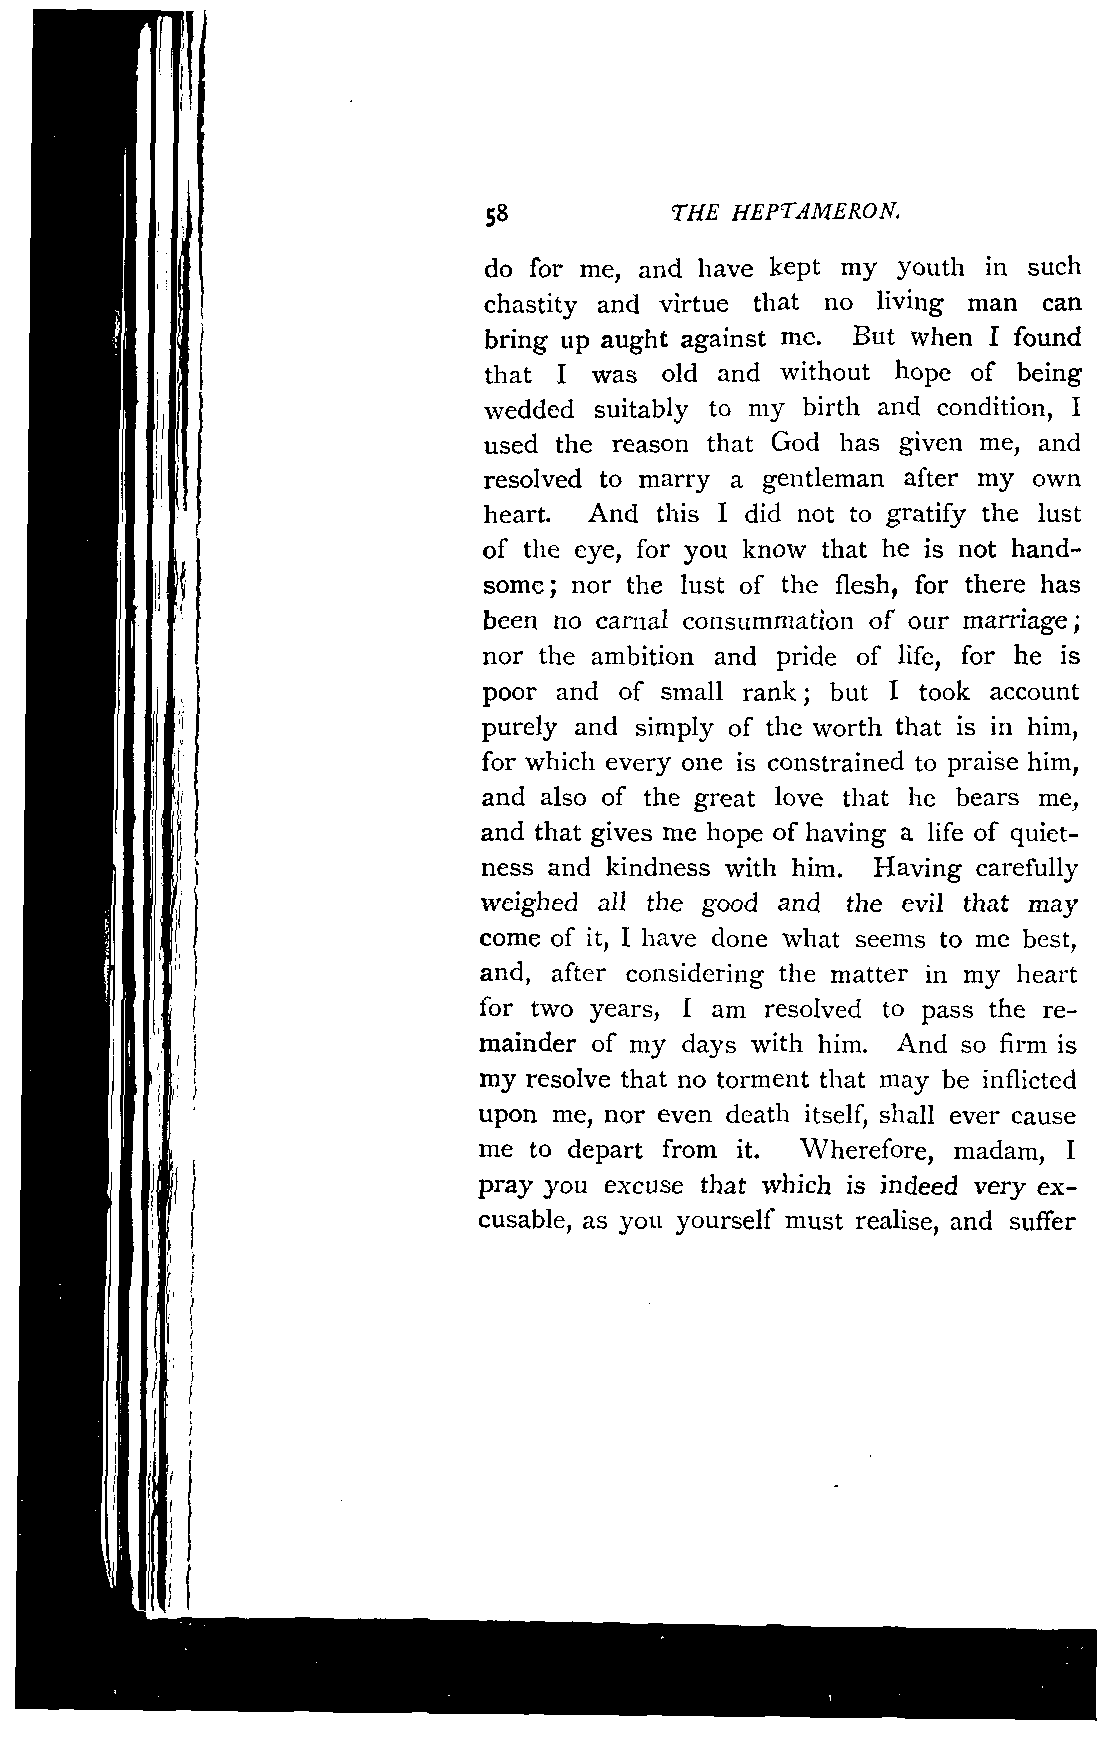 58 THE HEPTAMERON.
do for me, and have kept my youth in such
chastity and virtue that no living man can
bring up aught against me. But when I found
that I was old and without hope of being
wedded suitably to my birth and condition, I
used the reason that God has given me, and
resolved to marry a gentleman after my own
heart. And this I did not to gratify the lust
of the eye, for you know that he is not hand-
some; nor the lust of the flesh, for there has
been no carnal consummation of our marriage;
nor the ambition and pride of life, for he is
poor and of small rank; but I took account
purely and simply of the worth that is in him,
for which every one is constrained to praise him,
and also of the great love that he bears me,
and that gives me hope of having a life of quiet-
ness and kindness with him. Having carefully
weighed all the good and the evil that may
come of it, I have done what seems to me best,
and, after considering the matter in my heart
for two years, I am resolved to pass the re-
mainder of my days with him. And so firm is
my resolve that no torment that may be inflicted
upon me, nor even death itself, shall ever cause
me to depart from it. Wherefore, madam, I
pray you excuse that which is indeed very ex-
cusable, as you yourself must realise, and suffer